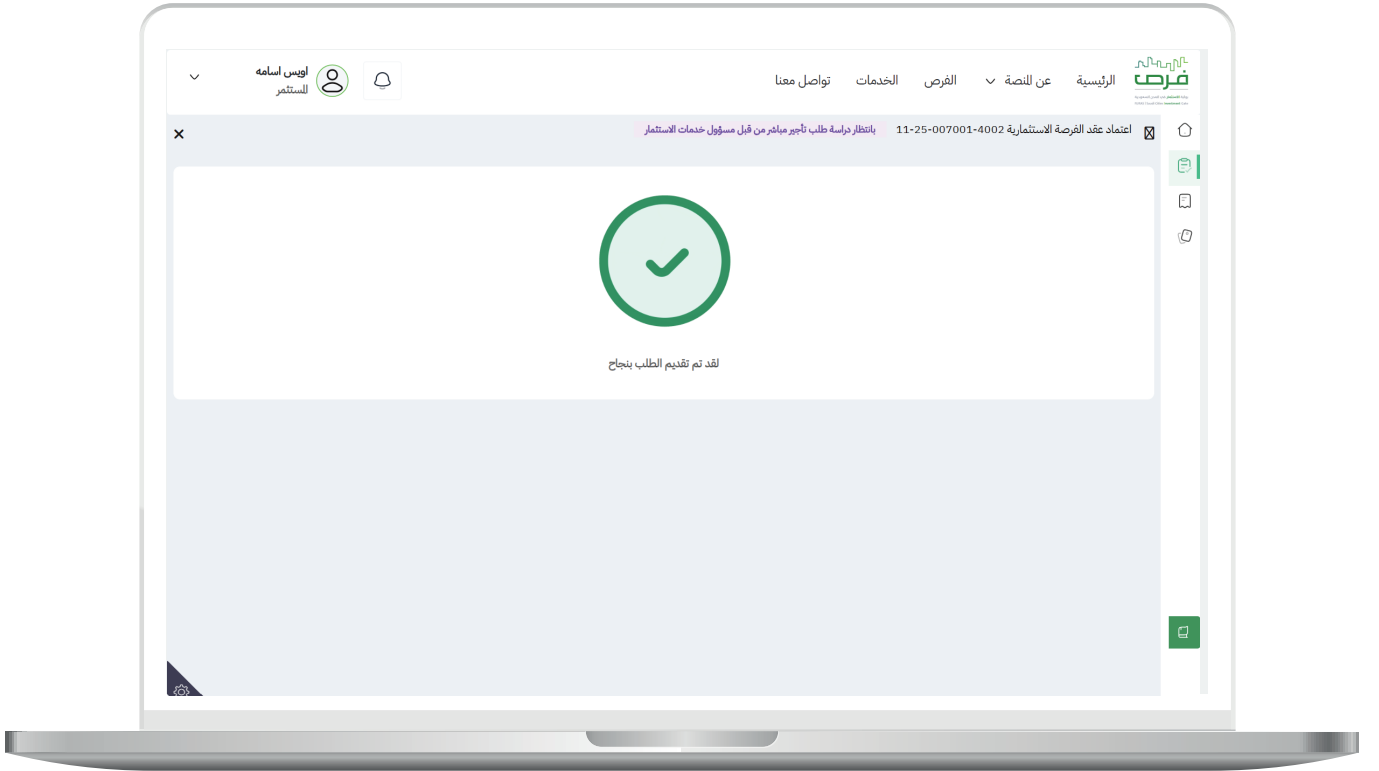 فرص
الرئيسية
عن المنصة
الفرص
الخدمات
تواصل معنا
اويس اسامه
المستثمر
اعتماد عقد الفرصة الاستثمارية 4002-007001-25-11
بانتظار دراسة طلب تأجير مباشر من قبل مسؤول خدمات الاستثمار
لقد تم تقديم الطلب بنجاح